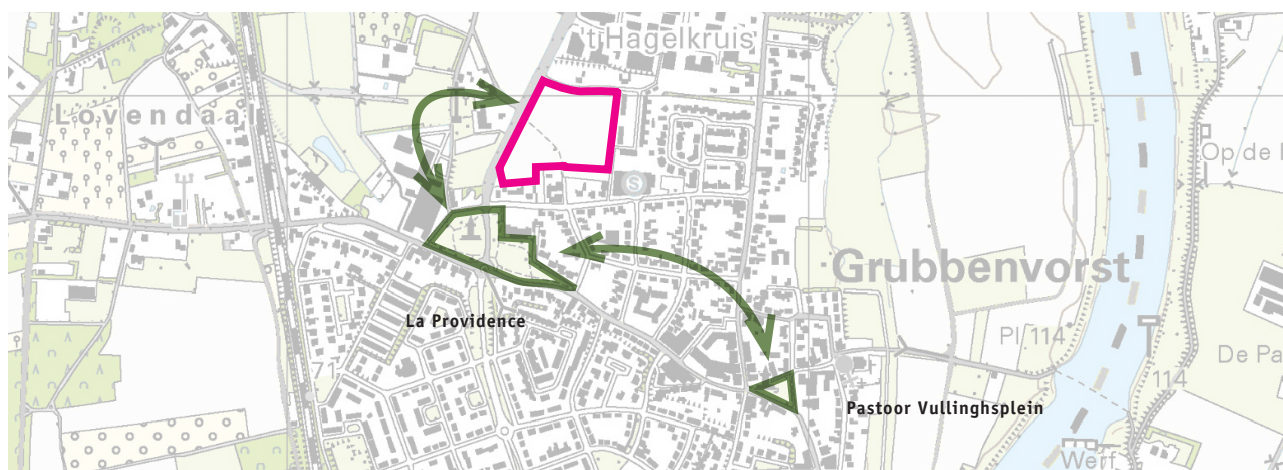 't Hagelkruis
Lovendaal
S
Op de
Grubbenvorst
La Providence
Pl 114
De Pa
71
114
Pastoor Vullinghsplein
Werf